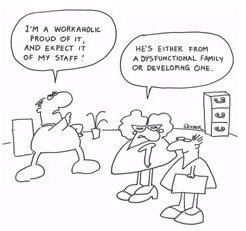 I'M A WORKAHOLIC
PROUD OF IT,
AND EXPECT IT
OF MY STAFF!
HE'S EITHER FROM
A DYSFUNCTIONAL FAMILY
OR DEVELOPING ONE.